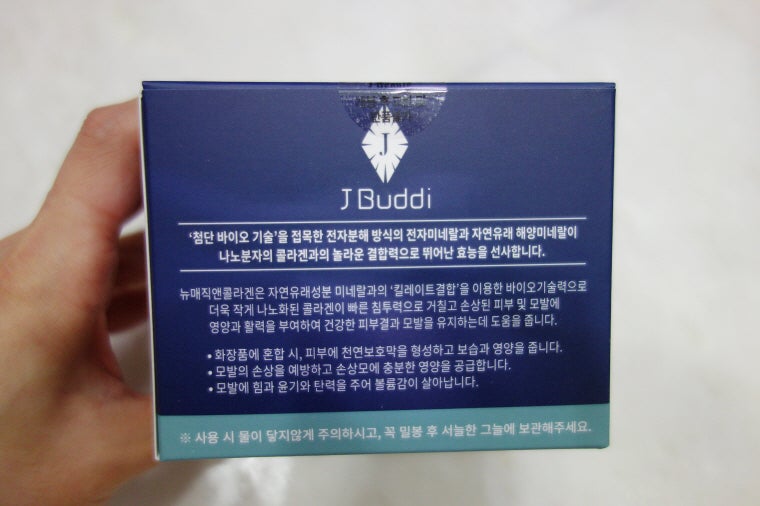 J
J Buddi
'첨단 바이오 기술'을 접목한 전자분해 방식의 전자미네랄과 자연유래 해양미네랄이
나노분자의 콜라겐과의 놀라운 결합력으로 뛰어난 효능을 선사합니다.
뉴매직앤콜라겐은 자연유래성분 미네랄과의 '킬레이트결합'을 이용한 바이오기술력으로
더욱 작게 나노화된 콜라겐이 빠른 침투력으로 거칠고 손상된 피부 및 모발에
영양과 활력을 부여하여 건강한 피부결과 모발을 유지하는데 도움을 줍니다.
• 화장품에 혼합 시, 피부에 천연보호막을 형성하고 보습과 영양을 줍니다.
• 모발의 손상을 예방하고 손상모에 충분한 영양을 공급합니다.
• 모발에 힘과 윤기와 탄력을 주어 볼륨감이 살아납니다.
※ 사용 시 물이 닿지않게 주의하시고, 꼭 밀봉 후 서늘한 그늘에 보관해주세요.